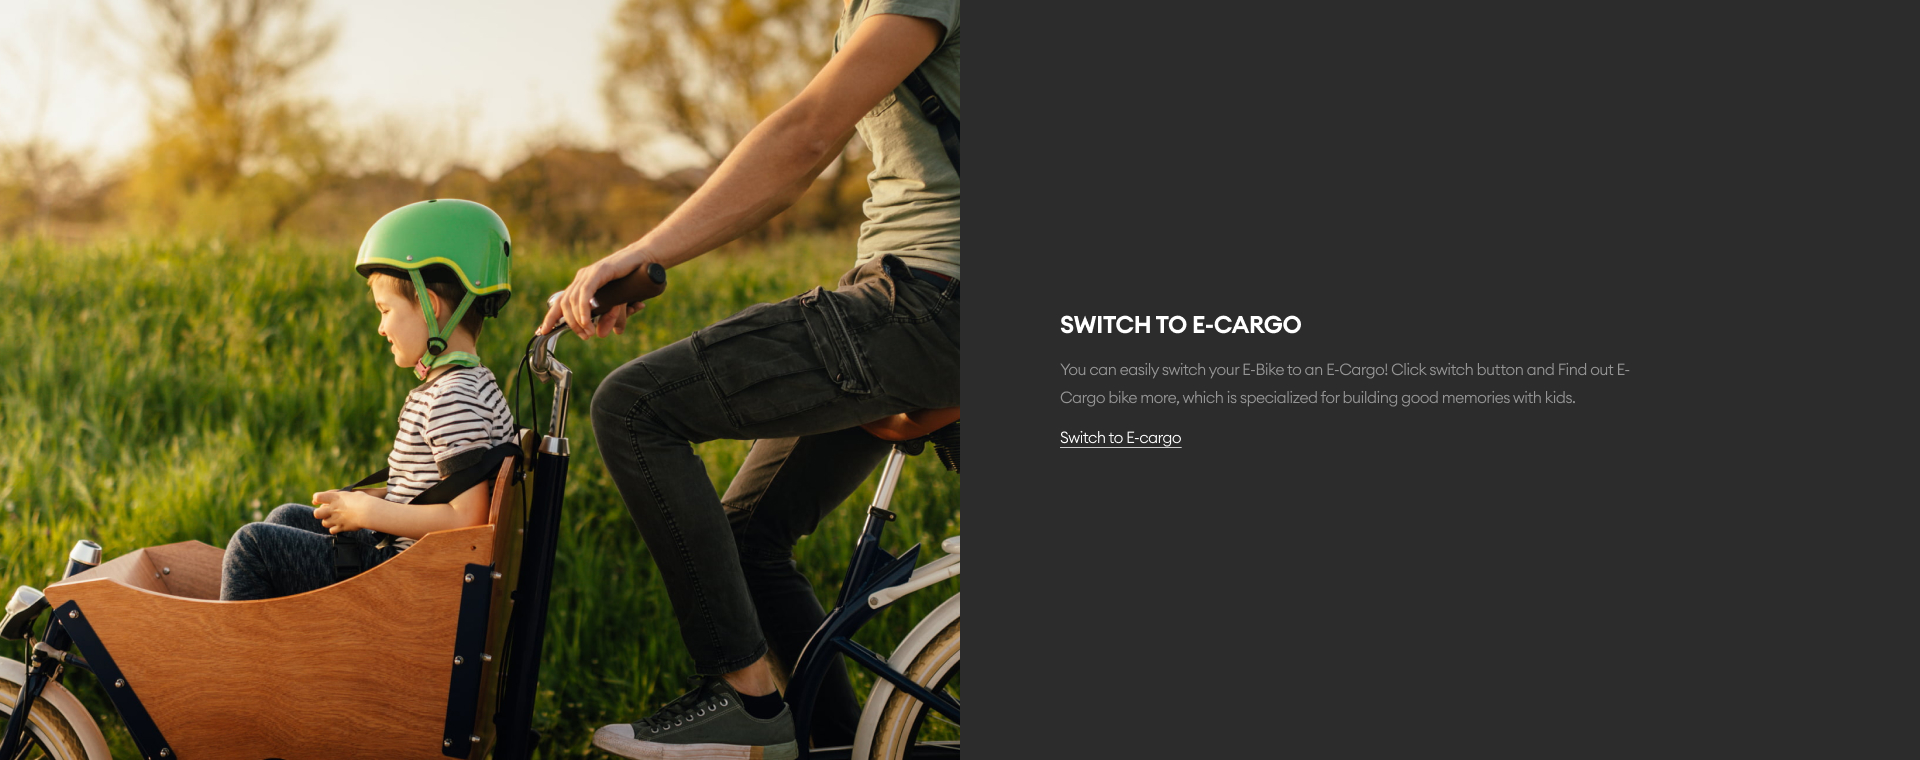 SWITCH TO E-CARGO
You can easily switch your E-Bike to an E-Cargo! Click switch button and Find out E-
Cargo bike more, which is specialized for building good memories with kids.
Switch to E-cargo